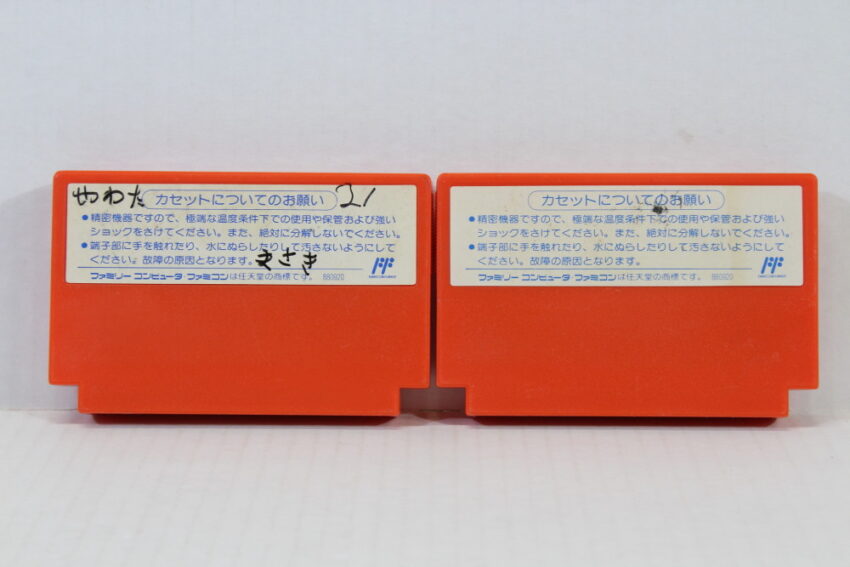 やわた カセットについてのお願い 21
●精密機器ですので、極端な温度条件下での使用や保管および強い
ショックをさけてください。また、絶対に分解しないでください。
●端子部に手を触れたり、水にぬらしたりして汚さないようにして
ください。故障の原因となります。 まさき
ファミリー コンピュータ・ファミコンは任天堂の商標です。 880920
カセットについてのお願い
●精密機器ですので、極端な温度条件下での使用や保管および強い
ショックをさけてください。また、絶対に分解しないでください。
●端子部に手を触れたり、水にぬらしたりして汚さないようにして
ください。故障の原因となります。
ファミリー コンピュータ・ファミコンは任天堂の商標です。 880920